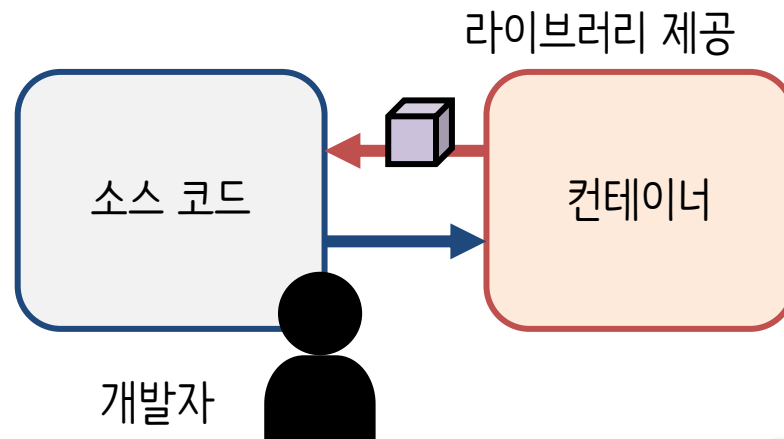 라이브러리 제공
소스 코드
컨테이너
개발자